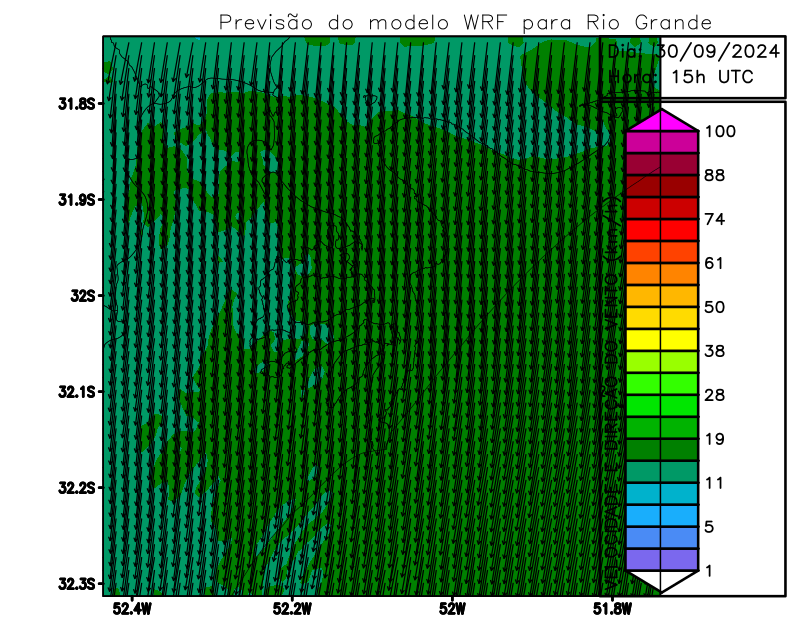 Previsão do modelo WRF para Rio Grande
Dia: 30/09/2024
Hora: 15h UTC
31.8S
31.9S
32S
32.1S
32.2S
32.3S
52.4W
52.2W
52W
51.8W
100
88
74
61
50
38
28
19
11
5
1
VELOCIDADE E DIREÇÃO DO VENTO (km/h)